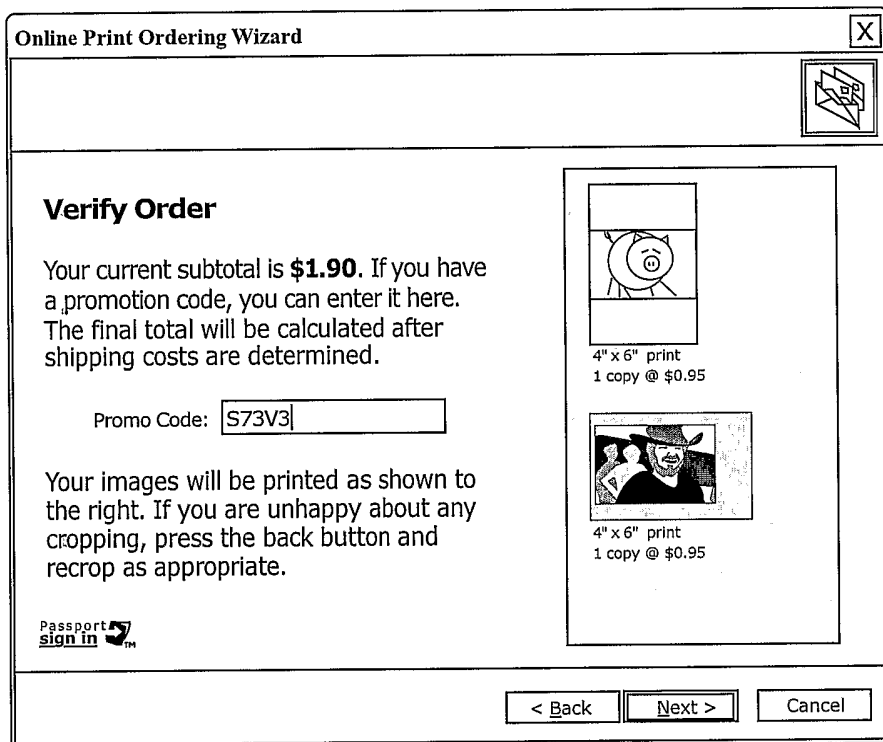 Online Print Ordering Wizard
X
Verify Order
Your current subtotal is $1.90. If you have
a promotion code, you can enter it here.
The final total will be calculated after
shipping costs are determined.
Promo Code: S73V3
Your images will be printed as shown to
the right. If you are unhappy about any
cropping, press the back button and
recrop as appropriate.
Passport
sign in TM
4" x 6" print
1 copy @ $0.95
4" x 6" print
1 copy @ $0.95
< Back
Next >
Cancel